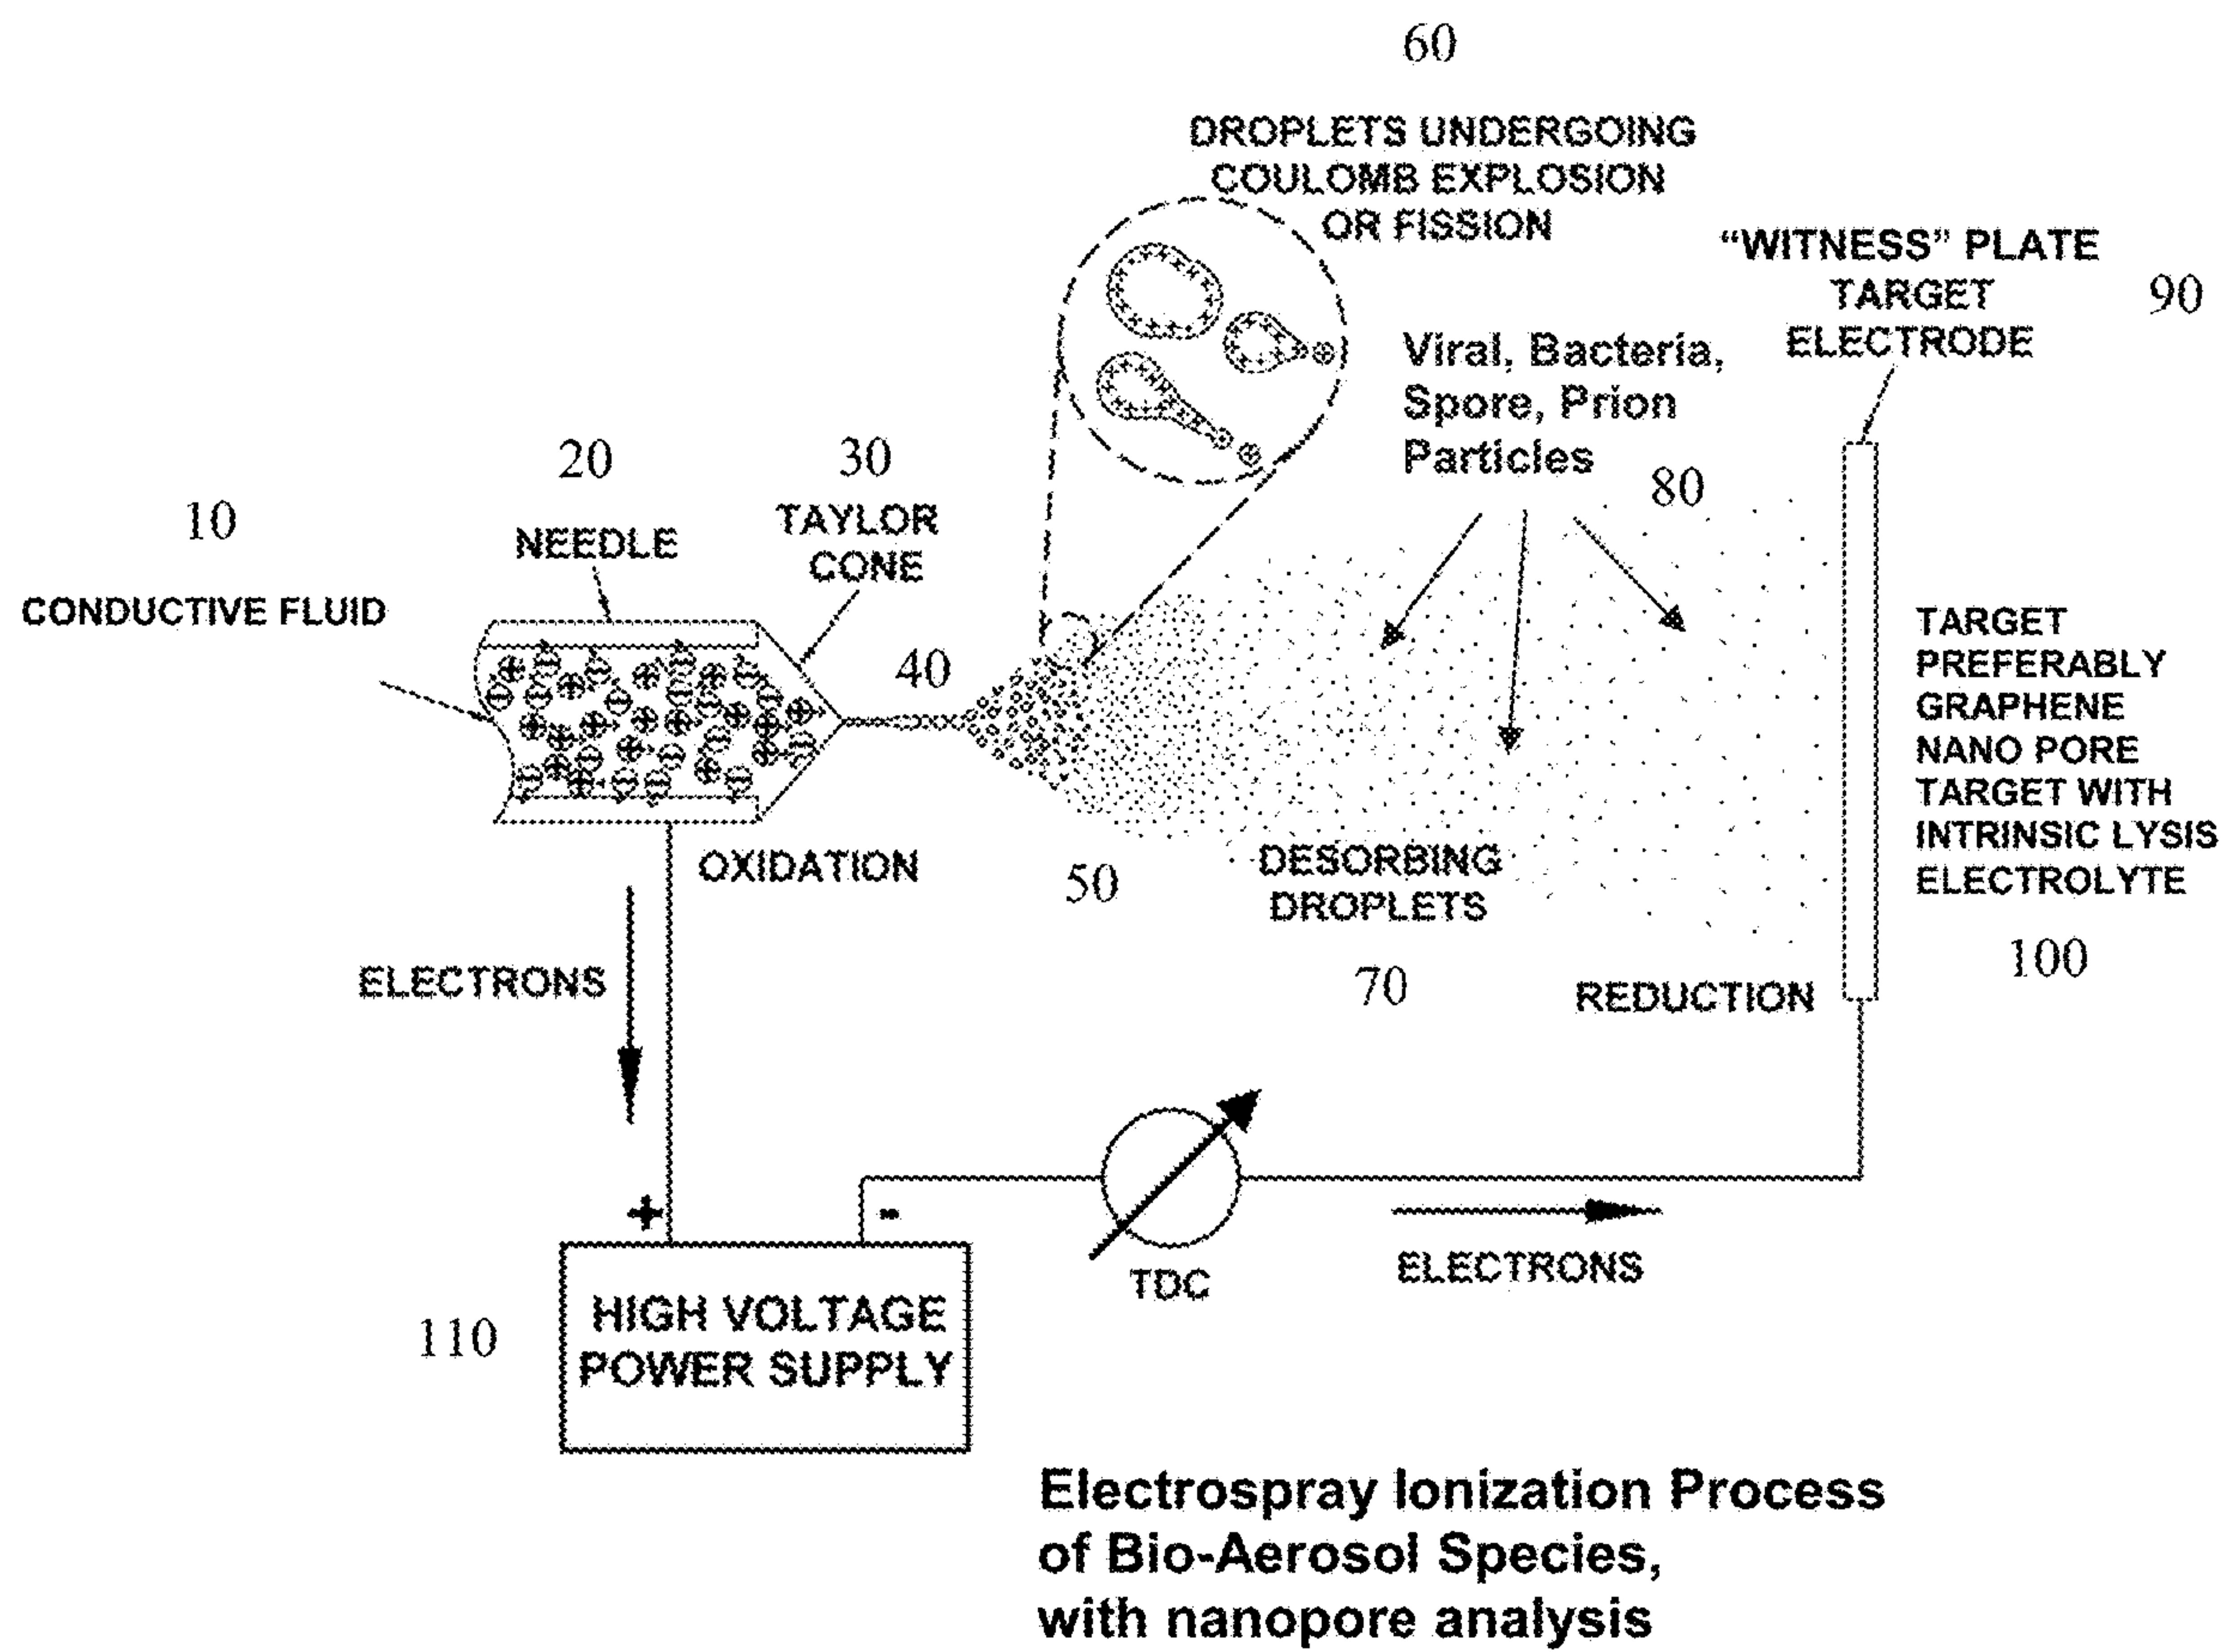 60
DROPLETS UNDERGOING
COULOMB EXPLOSION
OR FISSION
"WITNESS" PLATE
TARGET
ELECTRODE
90
Viral, Bacteria,
Spore, Prion
Particles
80
10
CONDUCTIVE FLUID
20
NEEDLE
30
TAYLOR
CONE
40
50
DESORBING
DROPLETS
70
TARGET
PREFERABLY
GRAPHENE
NANO PORE
TARGET WITH
INTRINSIC LYSIS
ELECTROLYTE
100
OXIDATION
REDUCTION
ELECTRONS
+
-
TDC
ELECTRONS
110
HIGH VOLTAGE
POWER SUPPLY
Electrospray Ionization Process
of Bio-Aerosol Species,
with nanopore analysis